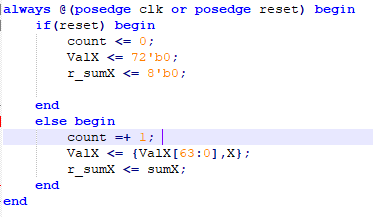 always @(posedge clk or posedge reset) begin
if(reset) begin
count <= 0;
ValX <= 72'b0;
r_sumX <= 8'b0;
end
else begin
count =+ 1;
ValX <= {ValX[63:0],X};
r_sumX <= sumX;
end
end